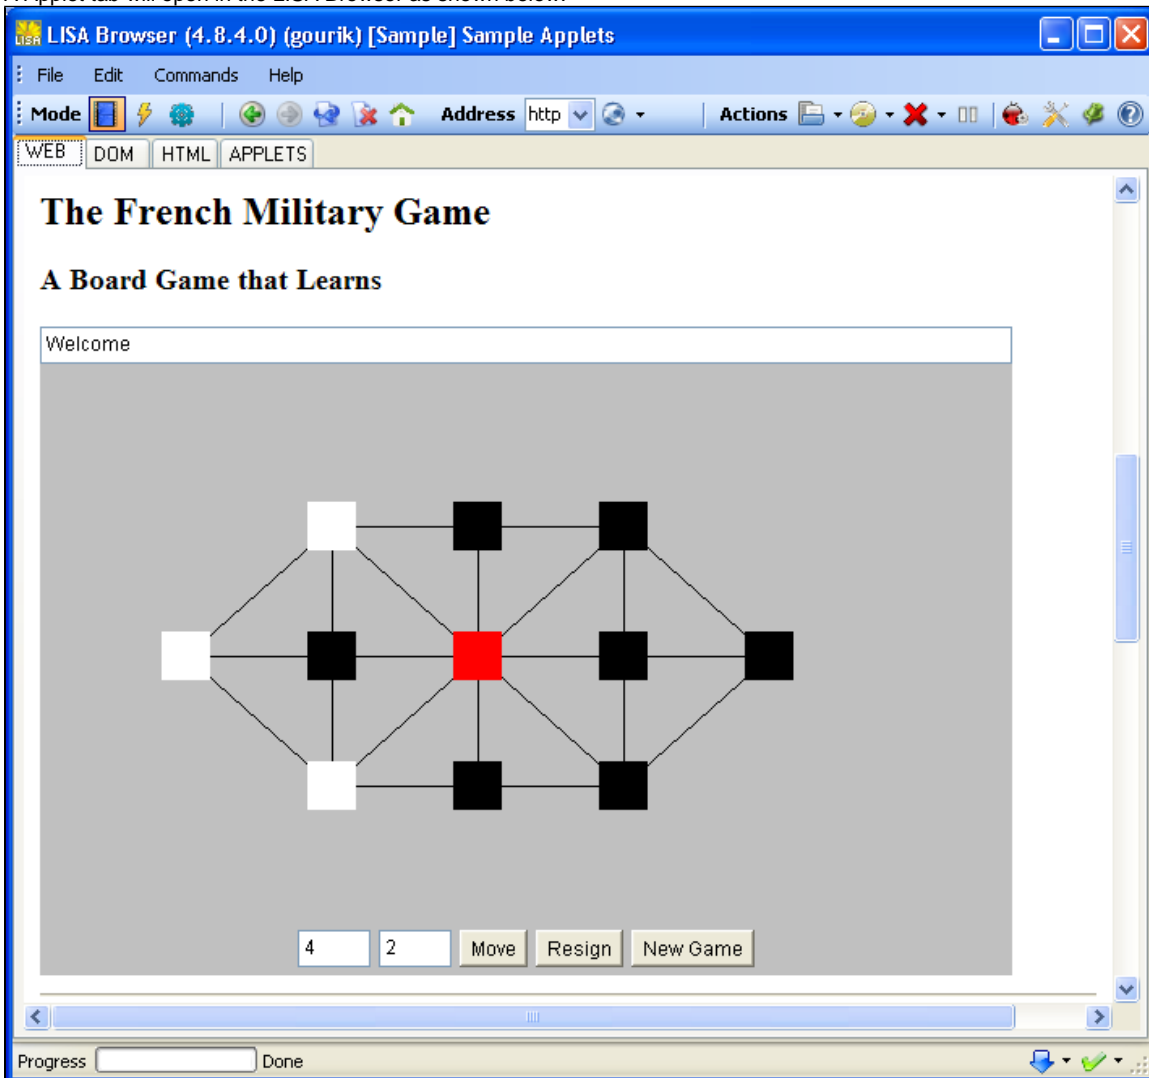 LISA Browser (4.8.4.0) (gourik) [Sample] Sample Applets
File Edit Commands Help
Mode Address http Actions
WEB DOM HTML APPLETS
The French Military Game
A Board Game that Learns
Welcome
4 2 Move Resign New Game
Progress Done